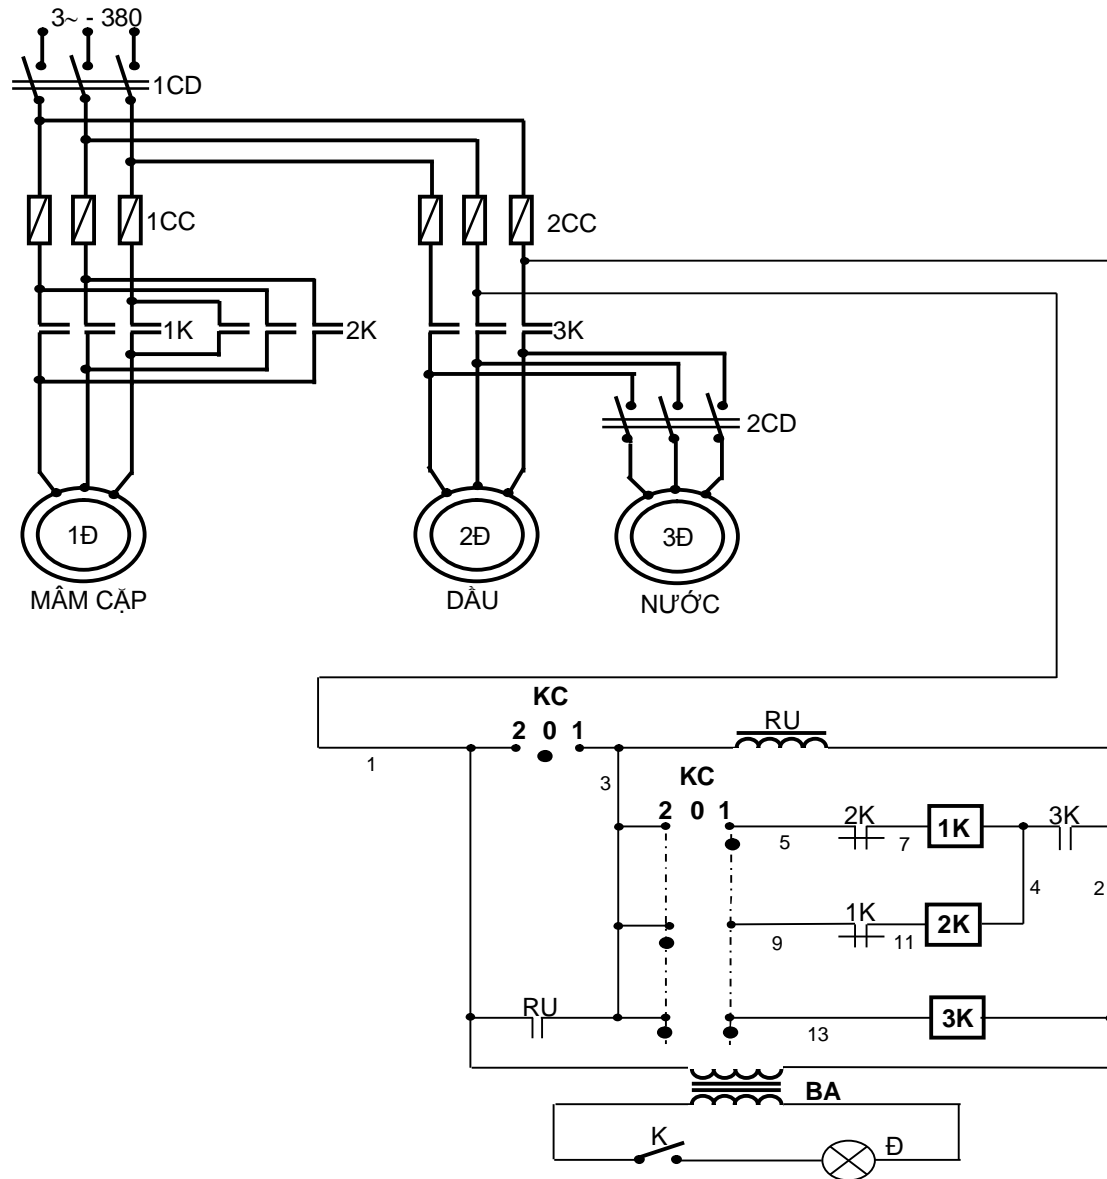 3~ - 380
1CD
1CC
2CC
1K
2K
3K
2CD
1Đ
2Đ
3Đ
MÂM CẶP
DẦU
NƯỚC
KC
2 0 1
RU
1
3
KC
2 0 1
2K
1K
3K
5
7
4
2
1K
2K
9
11
RU
3K
13
BA
K
Đ